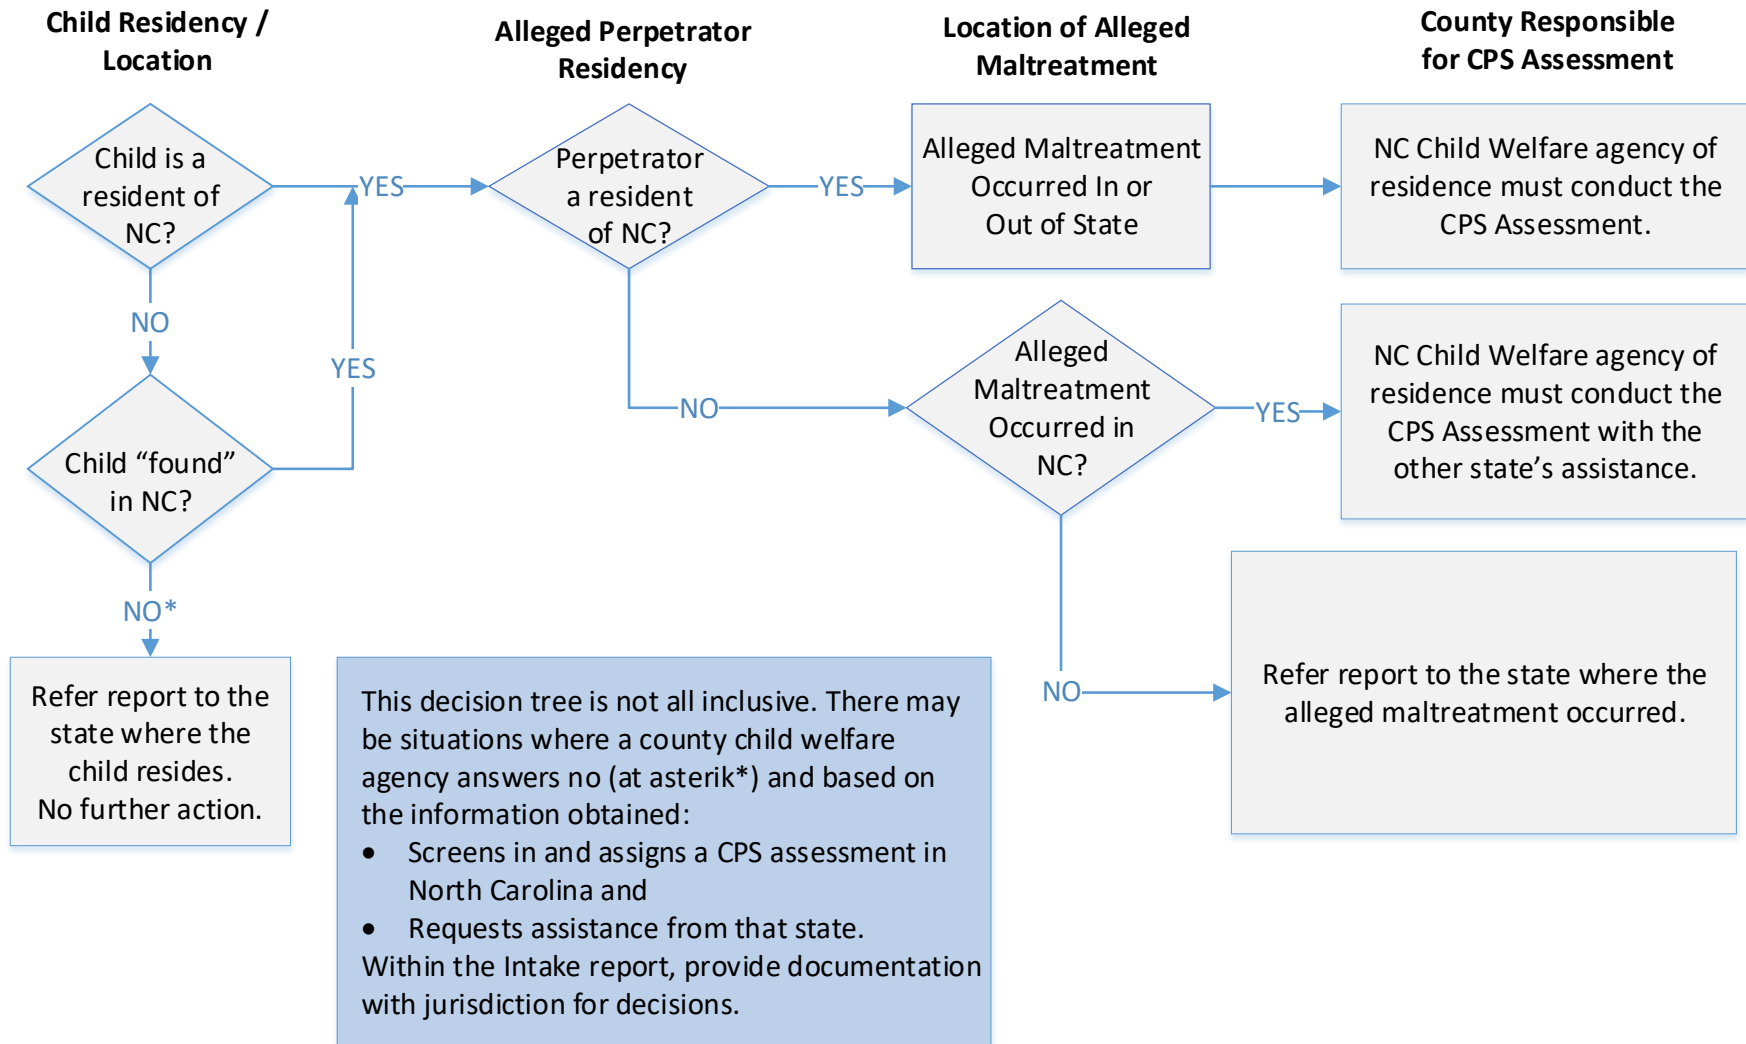 Child Residency /
Location
Alleged Perpetrator
Residency
Location of Alleged
Maltreatment
County Responsible
for CPS Assessment
Child is a
resident of
NC?
YES
Perpetrator
a resident
of NC?
YES
Alleged Maltreatment
Occurred In or
Out of State
NC Child Welfare agency of
residence must conduct the
CPS Assessment.
NO
YES
Child “found”
in NC?
NO
Alleged
Maltreatment
Occurred in
NC?
YES
NC Child Welfare agency of
residence must conduct the
CPS Assessment with the
other state’s assistance.
NO*
Refer report to the
state where the
child resides.
No further action.
NO
Refer report to the state where the
alleged maltreatment occurred.
This decision tree is not all inclusive. There may
be situations where a county child welfare
agency answers no (at asterik*) and based on
the information obtained:
• Screens in and assigns a CPS assessment in
North Carolina and
• Requests assistance from that state.
Within the Intake report, provide documentation
with jurisdiction for decisions.